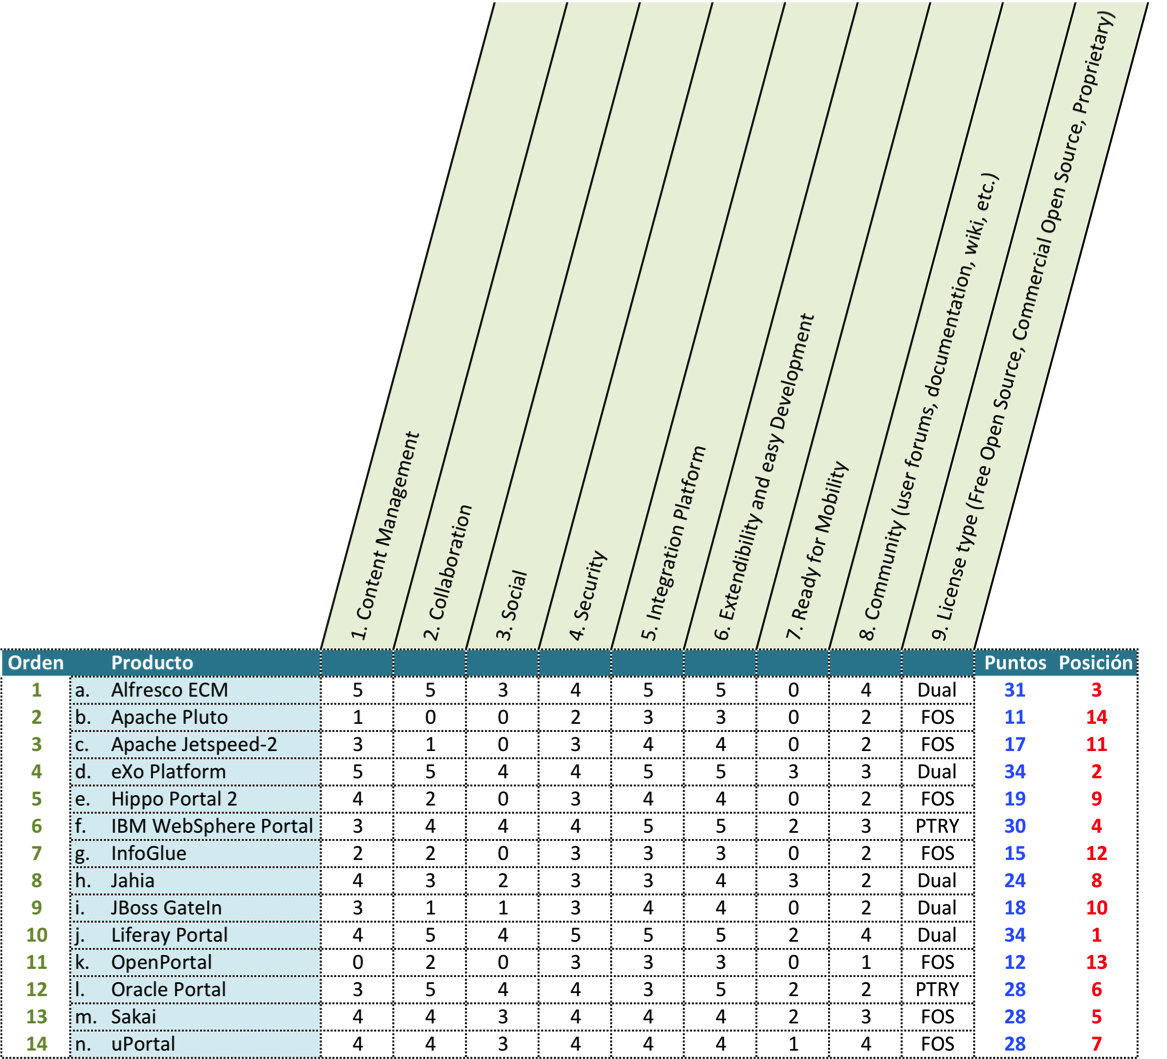 1. Content Management
2. Collaboration
3. Social
4. Security
5. Integration Platform
6. Extendibility and easy Development
7. Ready for Mobility
8. Community (user forums, documentation, wiki, etc.)
9. License type (Free Open Source, Commercial Open Source, Proprietary)
Orden Producto Puntos Posición
1 a. Alfresco ECM 5 5 3 4 5 5 0 4 Dual 31 3
2 b. Apache Pluto 1 0 0 2 3 3 0 2 FOS 11 14
3 c. Apache Jetspeed-2 3 1 0 3 4 4 0 2 FOS 17 11
4 d. eXo Platform 5 5 4 4 5 5 3 3 Dual 34 2
5 e. Hippo Portal 2 4 2 0 3 4 4 0 2 FOS 19 9
6 f. IBM WebSphere Portal 3 4 4 4 5 5 2 3 PTRY 30 4
7 g. InfoGlue 2 2 0 3 3 3 0 2 FOS 15 12
8 h. Jahia 4 3 2 3 3 4 3 2 Dual 24 8
9 i. JBoss GateIn 3 1 1 3 4 4 0 2 Dual 18 10
10 j. Liferay Portal 4 5 4 5 5 5 2 4 Dual 34 1
11 k. OpenPortal 0 2 0 3 3 3 0 1 FOS 12 13
12 l. Oracle Portal 3 5 4 4 3 5 2 2 PTRY 28 6
13 m. Sakai 4 4 3 4 4 4 2 3 FOS 28 5
14 n. uPortal 4 4 3 4 4 4 1 4 FOS 28 7